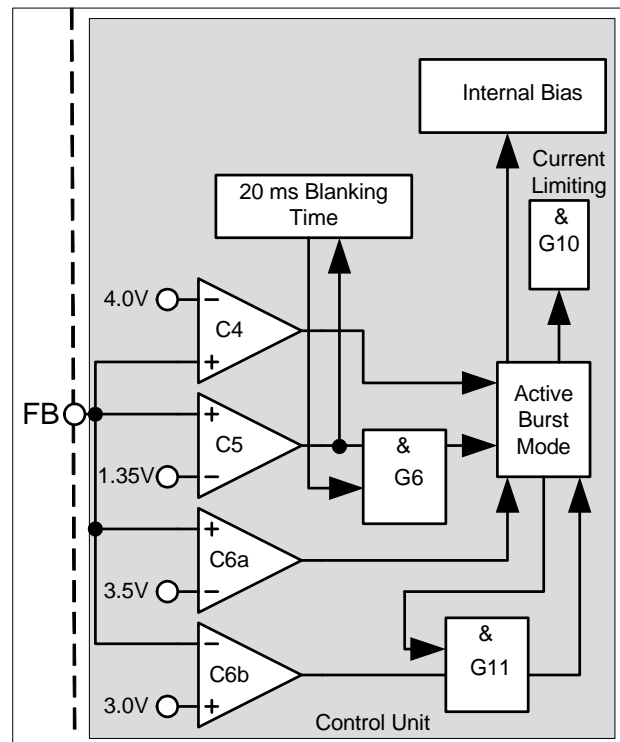 Internal Bias
Current
Limiting
20 ms Blanking
Time
&
G10
4.0V
−
C4
+
FB
+
C5
−
1.35V
&
G6
Active
Burst
Mode
+
C6a
−
3.5V
−
C6b
+
3.0V
&
G11
Control Unit